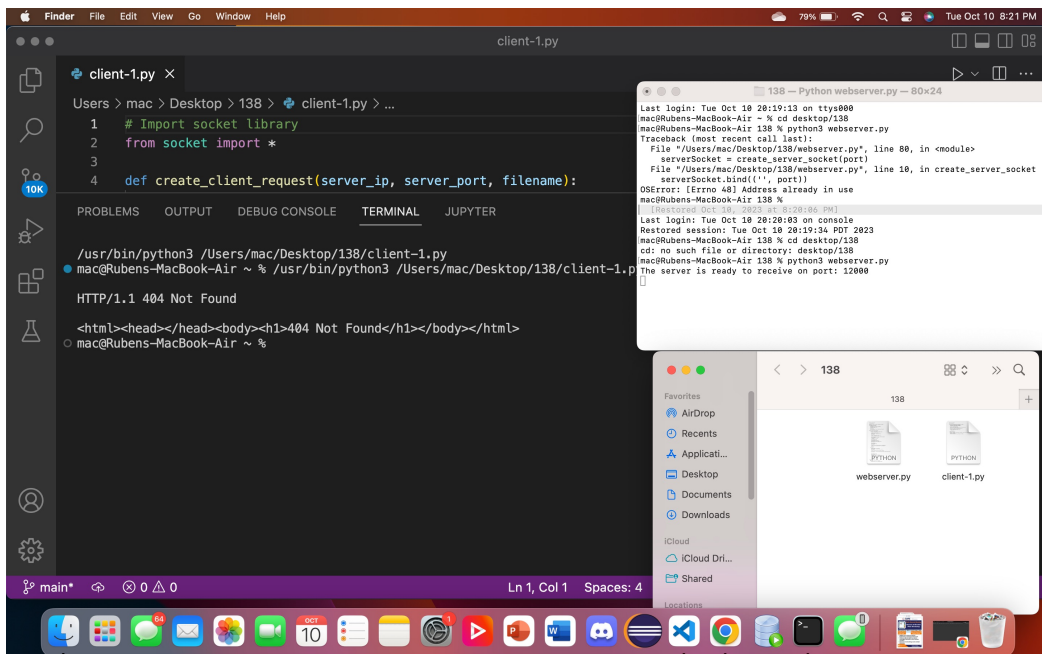 Finder File Edit View Go Window Help 79% Tue Oct 10 8:21 PM
client-1.py
client-1.py
Users > mac > Desktop > 138 > client-1.py > ...
1 # Import socket library
2 from socket import *
3
4 def create_client_request(server_ip, server_port, filename):
10K
PROBLEMS OUTPUT DEBUG CONSOLE TERMINAL JUPYTER
/usr/bin/python3 /Users/mac/Desktop/138/client-1.py
mac@Rubens-MacBook-Air ~ % /usr/bin/python3 /Users/mac/Desktop/138/client-1.p
HTTP/1.1 404 Not Found
<html><head></head><body><h1>404 Not Found</h1></body></html>
mac@Rubens-MacBook-Air ~ %
main* 0 0 Ln 1, Col 1 Spaces: 4
138 — Python webserver.py — 80×24
Last login: Tue Oct 10 20:19:13 on ttys000
mac@Rubens-MacBook-Air ~ % cd desktop/138
mac@Rubens-MacBook-Air 138 % python3 webserver.py
Traceback (most recent call last):
File "/Users/mac/Desktop/138/webserver.py", line 80, in <module>
serverSocket = create_server_socket(port)
File "/Users/mac/Desktop/138/webserver.py", line 10, in create_server_socket
serverSocket.bind(('', port))
OSError: [Errno 48] Address already in use
mac@Rubens-MacBook-Air 138 %
[Restored Oct 10, 2023 at 8:20:06 PM]
Last login: Tue Oct 10 20:20:03 on console
Restored session: Tue Oct 10 20:19:34 PDT 2023
mac@Rubens-MacBook-Air 138 % cd desktop/138
cd: no such file or directory: desktop/138
mac@Rubens-MacBook-Air 138 % python3 webserver.py
The server is ready to receive on port: 12000
138
138
Favorites
AirDrop
Recents
Applicati...
Desktop
Documents
Downloads
iCloud
iCloud Dri...
Shared
Locations
PYTHON
webserver.py
PYTHON
client-1.py
64
OCT
10
1